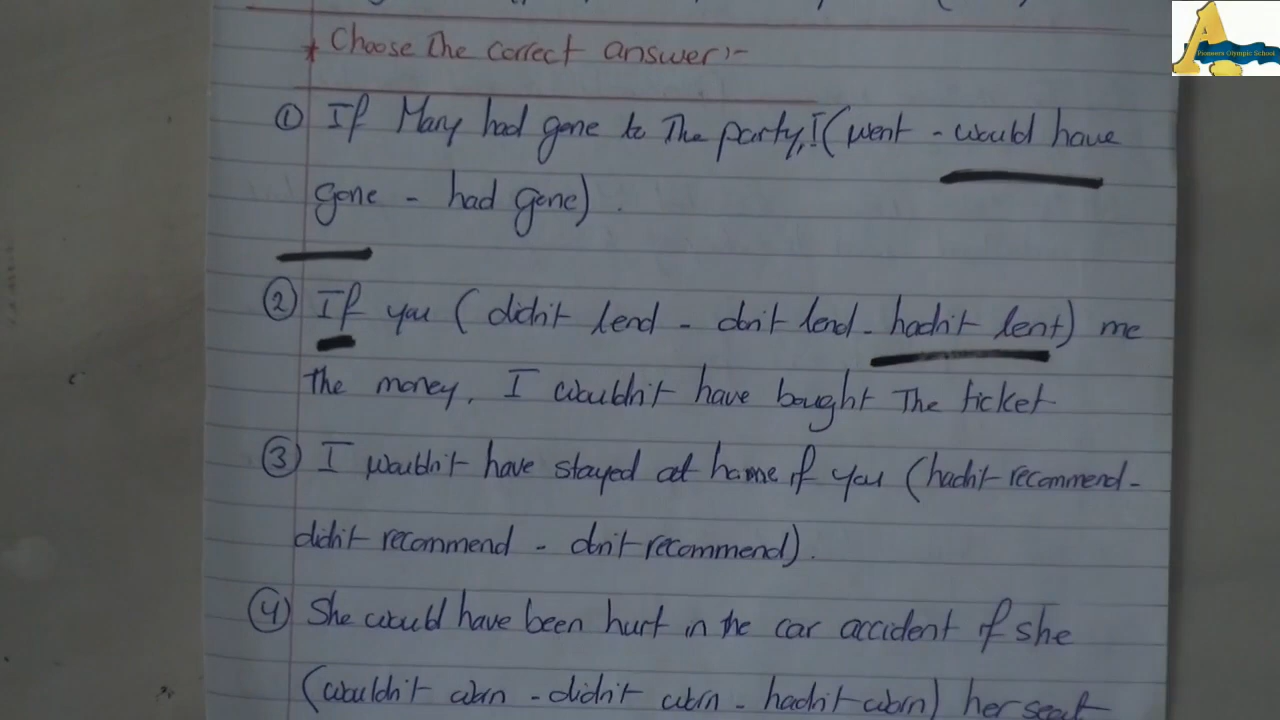 * Choose The correct answer :-
① If Mary had gone to The party, I (went - would have
gone - had gone) .
② If you ( didn't lend - don't lend - hadn't lent) me
the money, I wouldn't have bought The ticket
③ I wouldn't have stayed at home if you (hadn't recommend -
didn't recommend - don't recommend) .
④ She would have been hurt in the car accident if she
(wouldn't worn - didn't worn - hadn't worn) her seat
A
Pioneers Olympic School